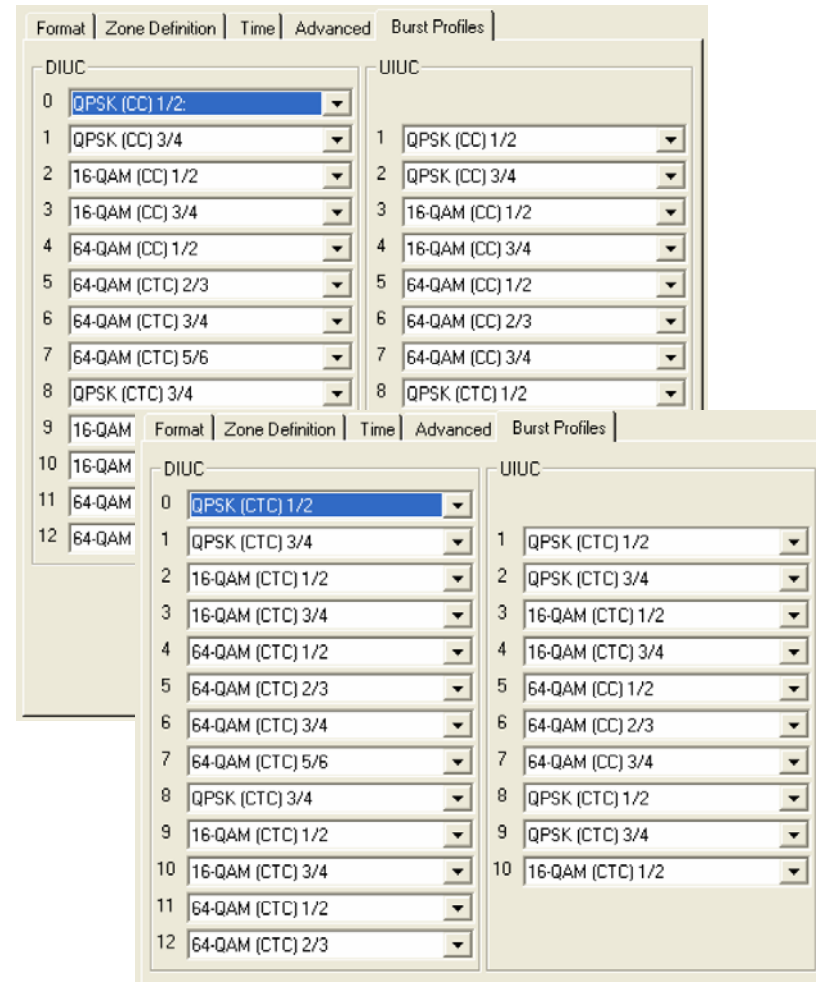 Format Zone Definition Time Advanced Burst Profiles
DIUC UIUC
0 QPSK (CC) 1/2:
1 QPSK (CC) 3/4 1 QPSK (CC) 1/2
2 16-QAM (CC) 1/2 2 QPSK (CC) 3/4
3 16-QAM (CC) 3/4 3 16-QAM (CC) 1/2
4 64-QAM (CC) 1/2 4 16-QAM (CC) 3/4
5 64-QAM (CTC) 2/3 5 64-QAM (CC) 1/2
6 64-QAM (CTC) 3/4 6 64-QAM (CC) 2/3
7 64-QAM (CTC) 5/6 7 64-QAM (CC) 3/4
8 QPSK (CTC) 3/4 8 QPSK (CTC) 1/2
9 16-QAM
10 16-QAM
11 64-QAM
12 64-QAM
Format Zone Definition Time Advanced Burst Profiles
DIUC UIUC
0 QPSK (CTC) 1/2
1 QPSK (CTC) 3/4 1 QPSK (CTC) 1/2
2 16-QAM (CTC) 1/2 2 QPSK (CTC) 3/4
3 16-QAM (CTC) 3/4 3 16-QAM (CTC) 1/2
4 64-QAM (CTC) 1/2 4 16-QAM (CTC) 3/4
5 64-QAM (CTC) 2/3 5 64-QAM (CC) 1/2
6 64-QAM (CTC) 3/4 6 64-QAM (CC) 2/3
7 64-QAM (CTC) 5/6 7 64-QAM (CC) 3/4
8 QPSK (CTC) 3/4 8 QPSK (CTC) 1/2
9 16-QAM (CTC) 1/2 9 QPSK (CTC) 3/4
10 16-QAM (CTC) 3/4 10 16-QAM (CTC) 1/2
11 64-QAM (CTC) 1/2
12 64-QAM (CTC) 2/3